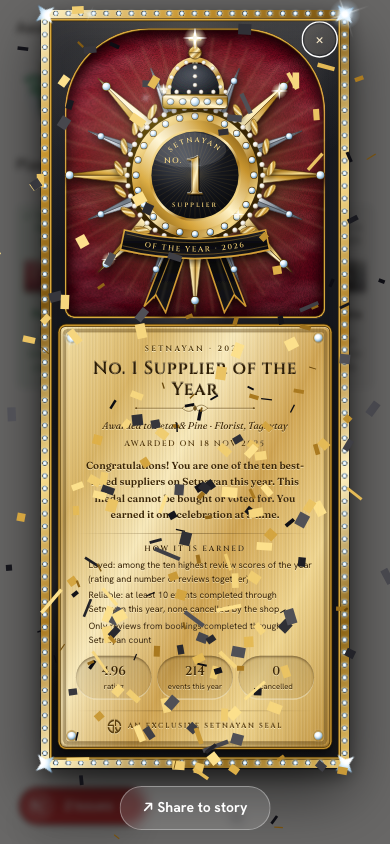 ×
SETNAYAN
NO. 1
SUPPLIER
OF THE YEAR · 2026
SETNAYAN ·
No. 1 Supplier of the
Year
Awarded to Petal & Pine · Florist, Tagaytay
AWARDED ON 18 NOV 2025
Congratulations! You are one of the ten best-
ed suppliers on Setnayan this year. This
medal cannot be bought or voted for. You
earned it one celebration at a time.
HOW IT IS EARNED
Loved: among the ten highest review scores of the year
(rating and number of reviews together)
Reliable: at least 10 events completed through
Setnayan this year, none cancelled by the shop
Only reviews from bookings completed through
Setnayan count
4.96
rating
214
events this year
0
cancelled
AN EXCLUSIVE SETNAYAN SEAL
↗ Share to story